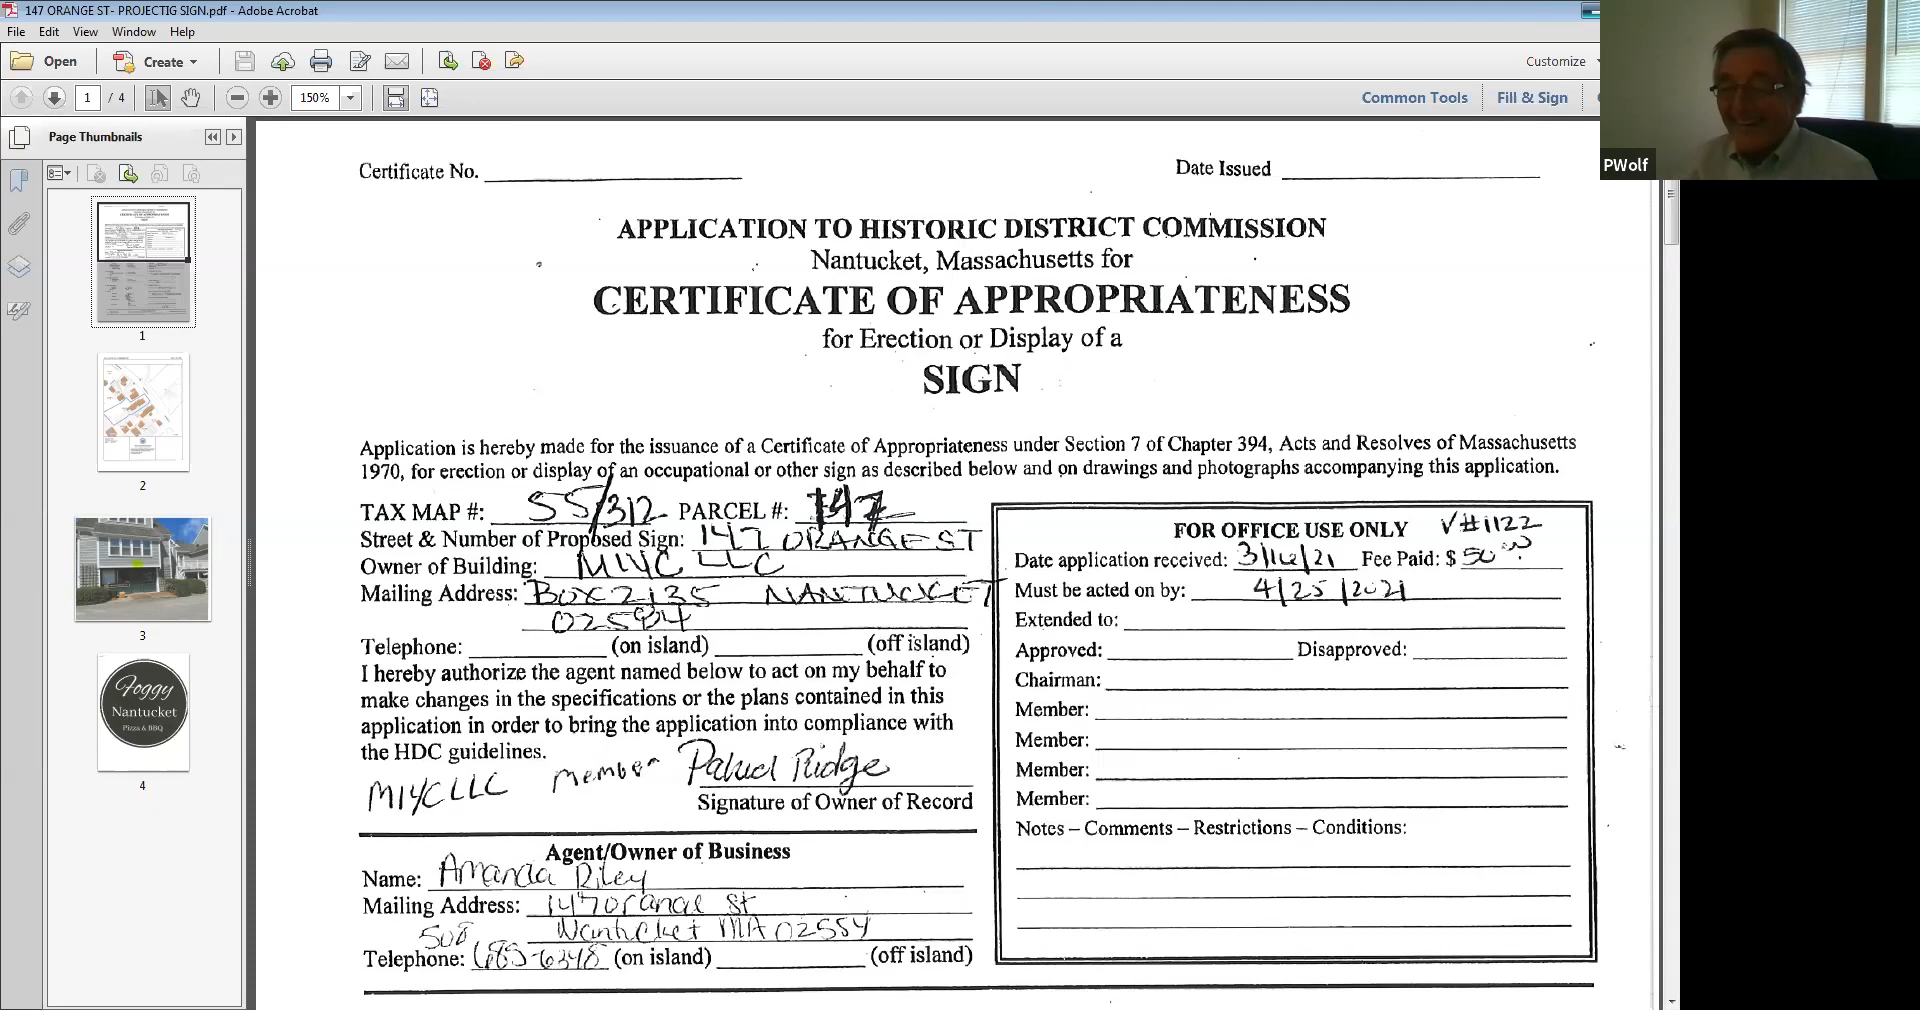 147 ORANGE ST- PROJECTIG SIGN.pdf - Adobe Acrobat
File Edit View Window Help
Open Create Customize
1 / 4 150% Common Tools Fill & Sign
PWolf
Page Thumbnails
1
2
3
Foggy
Nantucket
Pizza & BBQ
4
Certificate No. Date Issued
APPLICATION TO HISTORIC DISTRICT COMMISSION
Nantucket, Massachusetts for
CERTIFICATE OF APPROPRIATENESS
for Erection or Display of a
SIGN
Application is hereby made for the issuance of a Certificate of Appropriateness under Section 7 of Chapter 394, Acts and Resolves of Massachusetts
1970, for erection or display of an occupational or other sign as described below and on drawings and photographs accompanying this application.
TAX MAP #: 55/312 PARCEL #: 147
Street & Number of Proposed Sign: 147 ORANGE ST
Owner of Building: MIYC LLC
Mailing Address: BOX 2135 NANTUCKET
02584
Telephone: (on island) (off island)
I hereby authorize the agent named below to act on my behalf to
make changes in the specifications or the plans contained in this
application in order to bring the application into compliance with
the HDC guidelines.
MIYC LLC member Ridge
Signature of Owner of Record
Agent/Owner of Business
Name: Amanda Riley
Mailing Address: 147 orange st
Nantucket MA 02554
508
Telephone: 685-6348 (on island) (off island)
FOR OFFICE USE ONLY V#1122
Date application received: 3/16/21 Fee Paid: $ 50.00
Must be acted on by: 4/25/2021
Extended to:
Approved: Disapproved:
Chairman:
Member:
Member:
Member:
Member:
Notes – Comments – Restrictions – Conditions: